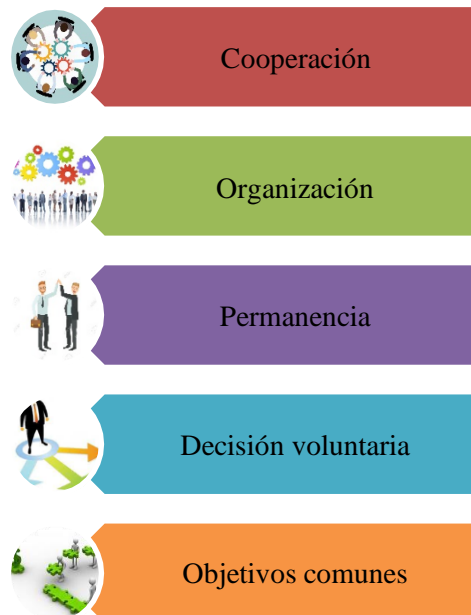 Cooperación
Organización
Permanencia
Decisión voluntaria
Objetivos comunes